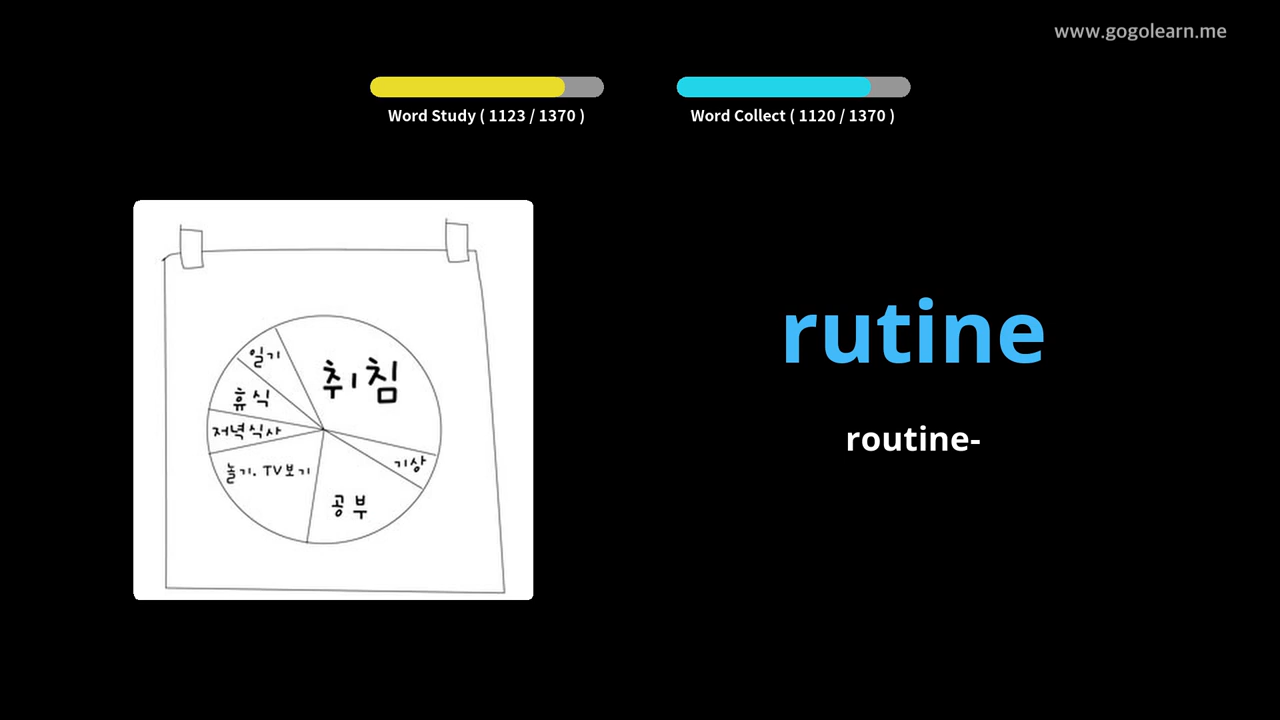 www.gogolearn.me
Word Study ( 1123 / 1370 )
Word Collect ( 1120 / 1370 )
일기
취침
휴식
저녁식사
놀기. TV보기
기상
공부
rutine
routine-